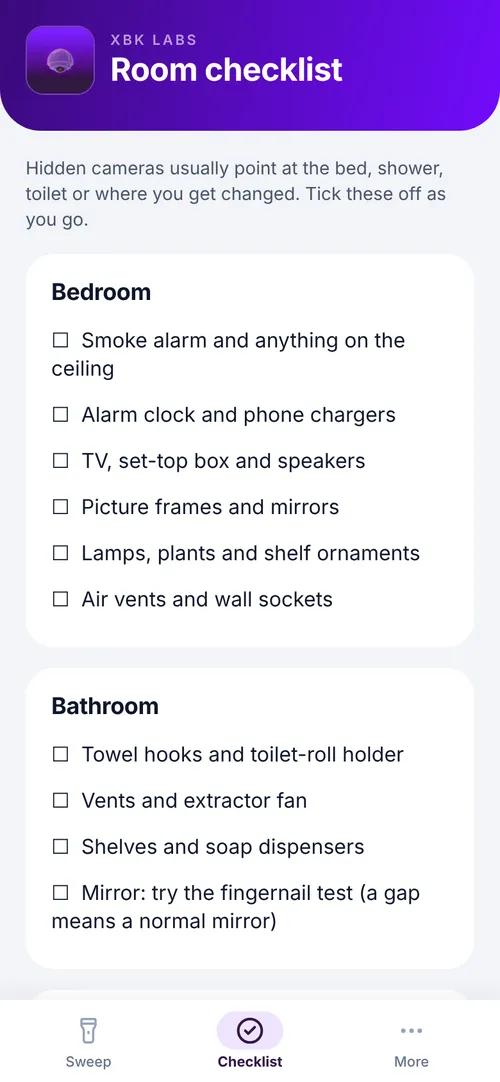 XBK LABS
Room checklist
Hidden cameras usually point at the bed, shower,
toilet or where you get changed. Tick these off as
you go.
Bedroom
☐ Smoke alarm and anything on the
ceiling
☐ Alarm clock and phone chargers
☐ TV, set-top box and speakers
☐ Picture frames and mirrors
☐ Lamps, plants and shelf ornaments
☐ Air vents and wall sockets
Bathroom
☐ Towel hooks and toilet-roll holder
☐ Vents and extractor fan
☐ Shelves and soap dispensers
☐ Mirror: try the fingernail test (a gap
means a normal mirror)
Sweep
Checklist
More